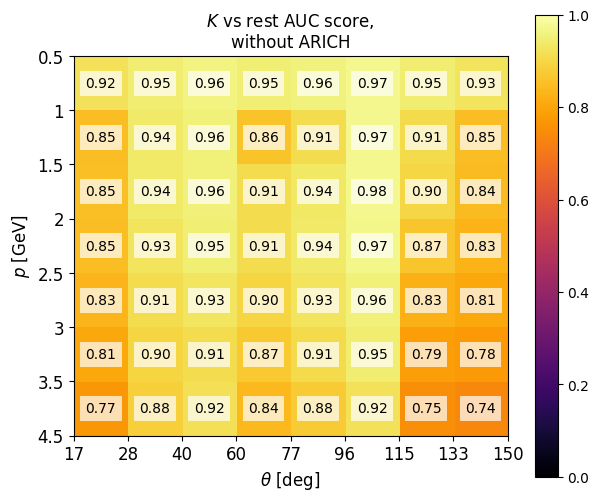 K vs rest AUC score,
without ARICH
0.5
1
1.5
2
2.5
3
3.5
4.5
p [GeV]
0.92 0.95 0.96 0.95 0.96 0.97 0.95 0.93
0.85 0.94 0.96 0.86 0.91 0.97 0.91 0.85
0.85 0.94 0.96 0.91 0.94 0.98 0.90 0.84
0.85 0.93 0.95 0.91 0.94 0.97 0.87 0.83
0.83 0.91 0.93 0.90 0.93 0.96 0.83 0.81
0.81 0.90 0.91 0.87 0.91 0.95 0.79 0.78
0.77 0.88 0.92 0.84 0.88 0.92 0.75 0.74
17 28 40 60 77 96 115 133 150
θ [deg]
1.0
0.8
0.6
0.4
0.2
0.0